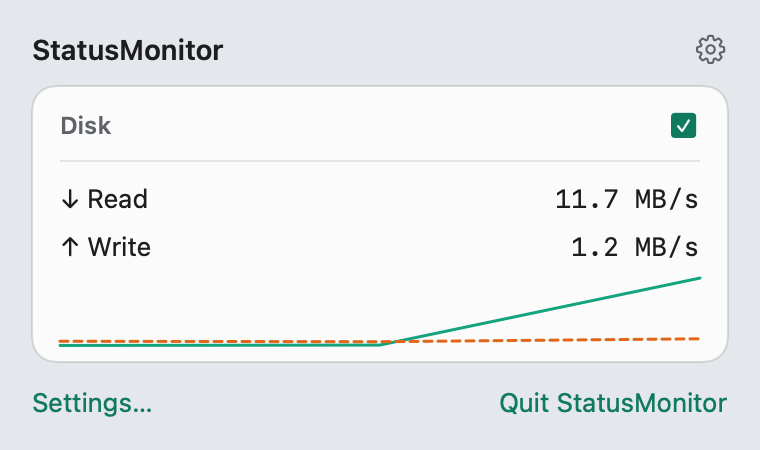 StatusMonitor
Disk
↓ Read 11.7 MB/s
↑ Write 1.2 MB/s
Settings... Quit StatusMonitor